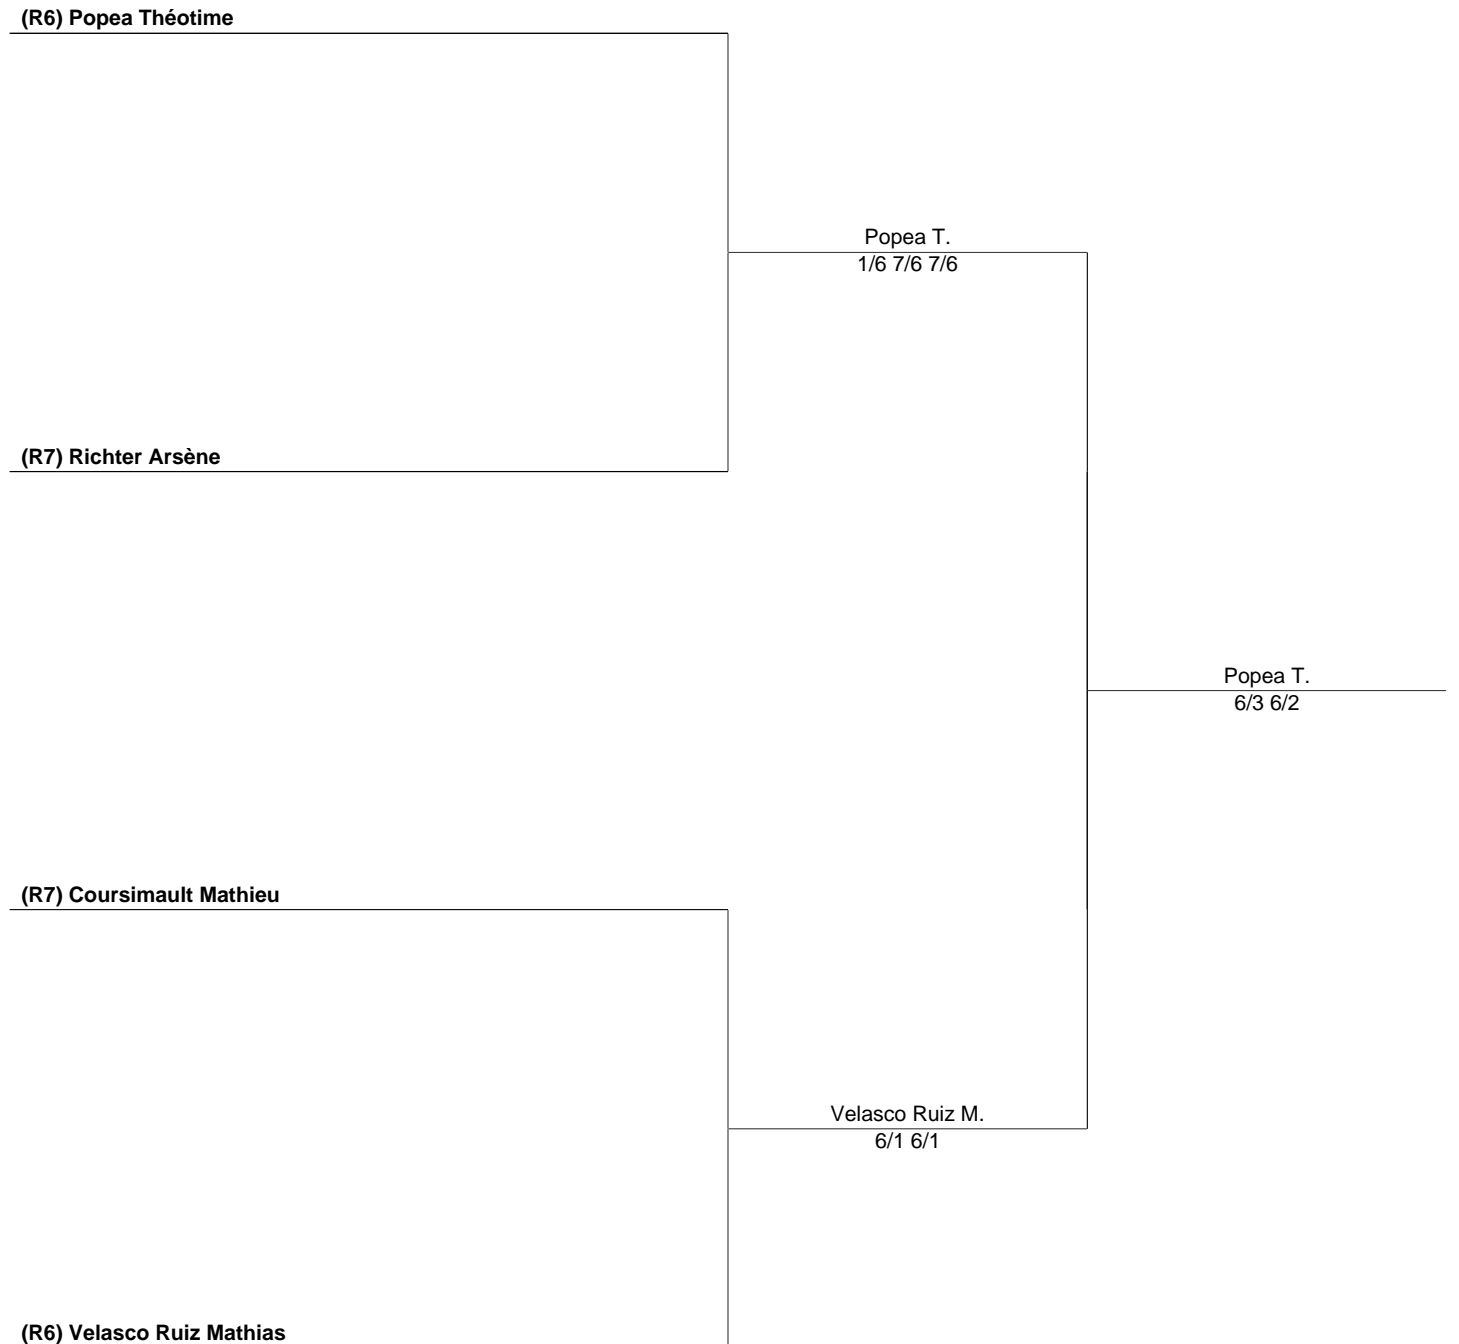 (R6) Popea Théotime
Popea T.
1/6 7/6 7/6
(R7) Richter Arsène
Popea T.
6/3 6/2
(R7) Coursimault Mathieu
Velasco Ruiz M.
6/1 6/1
(R6) Velasco Ruiz Mathias